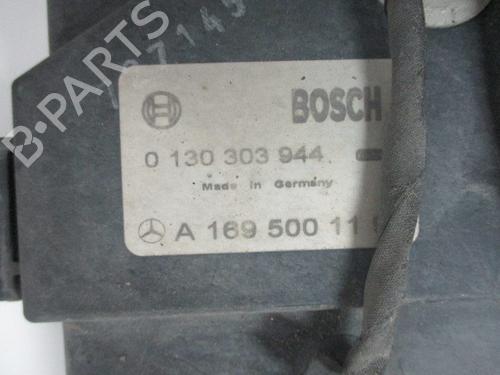 B-PARTS
BOSCH
0 130 303 944
Made in Germany
A 169 500 11